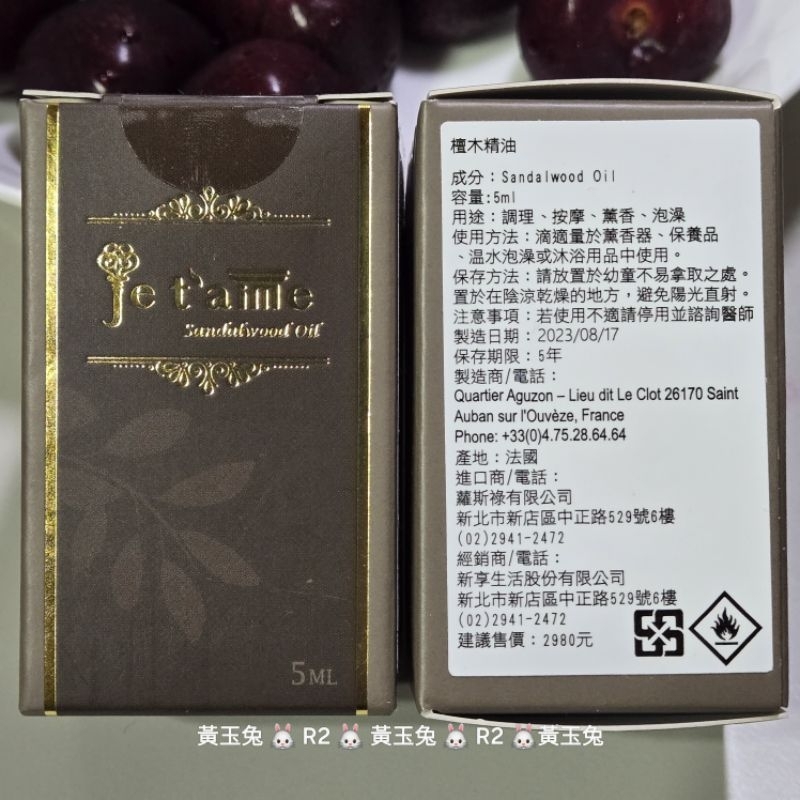 je t'aime
Sandalwood Oil
5ML
檀木精油
成分：Sandalwood Oil
容量:5ml
用途：調理、按摩、薰香、泡澡
使用方法：滴適量於薰香器、保養品
、温水泡澡或沐浴用品中使用。
保存方法：請放置於幼童不易拿取之處。
置於在陰涼乾燥的地方，避免陽光直射。
注意事項：若使用不適請停用並諮詢醫師
製造日期：2023/08/17
保存期限：5年
製造商/電話：
Quartier Aguzon – Lieu dit Le Clot 26170 Saint
Auban sur l'Ouvèze, France
Phone: +33(0)4.75.28.64.64
產地：法國
進口商/電話：
蘿斯祿有限公司
新北市新店區中正路529號6樓
(02)2941-2472
經銷商/電話：
新享生活股份有限公司
新北市新店區中正路529號6樓
(02)2941-2472
建議售價：2980元
黃玉兔 🐰 R2 🐰 黃玉兔 🐰 R2 🐰 黃玉兔